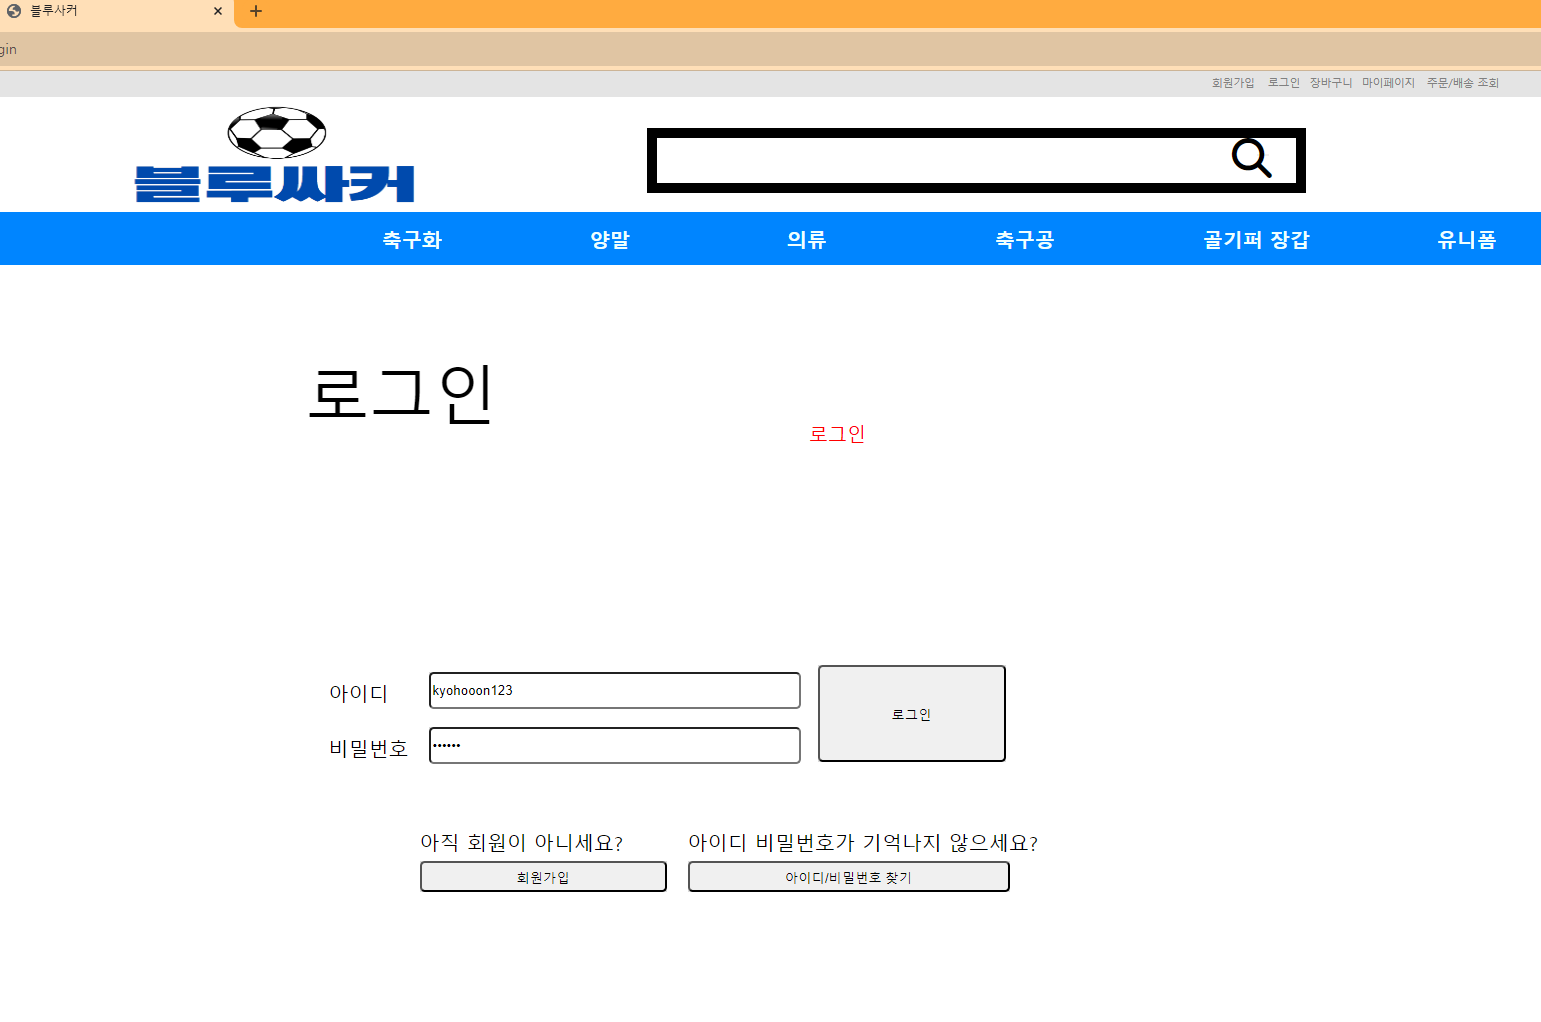 블루사커
gin
회원가입 로그인 장바구니 마이페이지 주문/배송 조회
블루싸커
축구화 양말 의류 축구공 골기퍼 장갑 유니폼
로그인
로그인
아이디 kyohooon123
로그인
비밀번호 ••••••
아직 회원이 아니세요? 아이디 비밀번호가 기억나지 않으세요?
회원가입 아이디/비밀번호 찾기